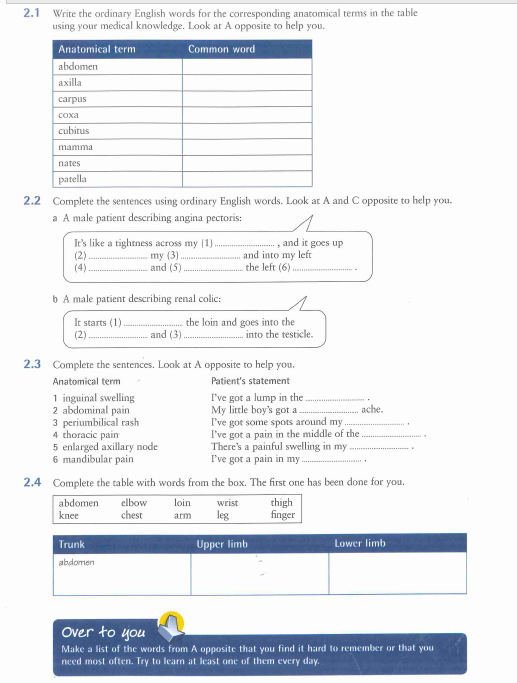 2.1 Write the ordinary English words for the corresponding anatomical terms in the table
using your medical knowledge. Look at A opposite to help you.
Anatomical term Common word
abdomen
axilla
carpus
coxa
cubitus
mamma
nates
patella
2.2 Complete the sentences using ordinary English words. Look at A and C opposite to help you.
a A male patient describing angina pectoris:
It's like a tightness across my (1) ...................... , and it goes up
(2) ...................... my (3) ...................... and into my left
(4) ...................... and (5) ...................... the left (6) ...................... .
b A male patient describing renal colic:
It starts (1) ...................... the loin and goes into the
(2) ...................... and (3) ...................... into the testicle.
2.3 Complete the sentences. Look at A opposite to help you.
Anatomical term Patient's statement
1 inguinal swelling I've got a lump in the ...................... .
2 abdominal pain My little boy's got a ...................... ache.
3 periumbilical rash I've got some spots around my ...................... .
4 thoracic pain I've got a pain in the middle of the ...................... .
5 enlarged axillary node There's a painful swelling in my ...................... .
6 mandibular pain I've got a pain in my ...................... .
2.4 Complete the table with words from the box. The first one has been done for you.
abdomen elbow loin wrist thigh
knee chest arm leg finger
Trunk Upper limb Lower limb
abdomen
Over to you
Make a list of the words from A opposite that you find it hard to remember or that you
need most often. Try to learn at least one of them every day.